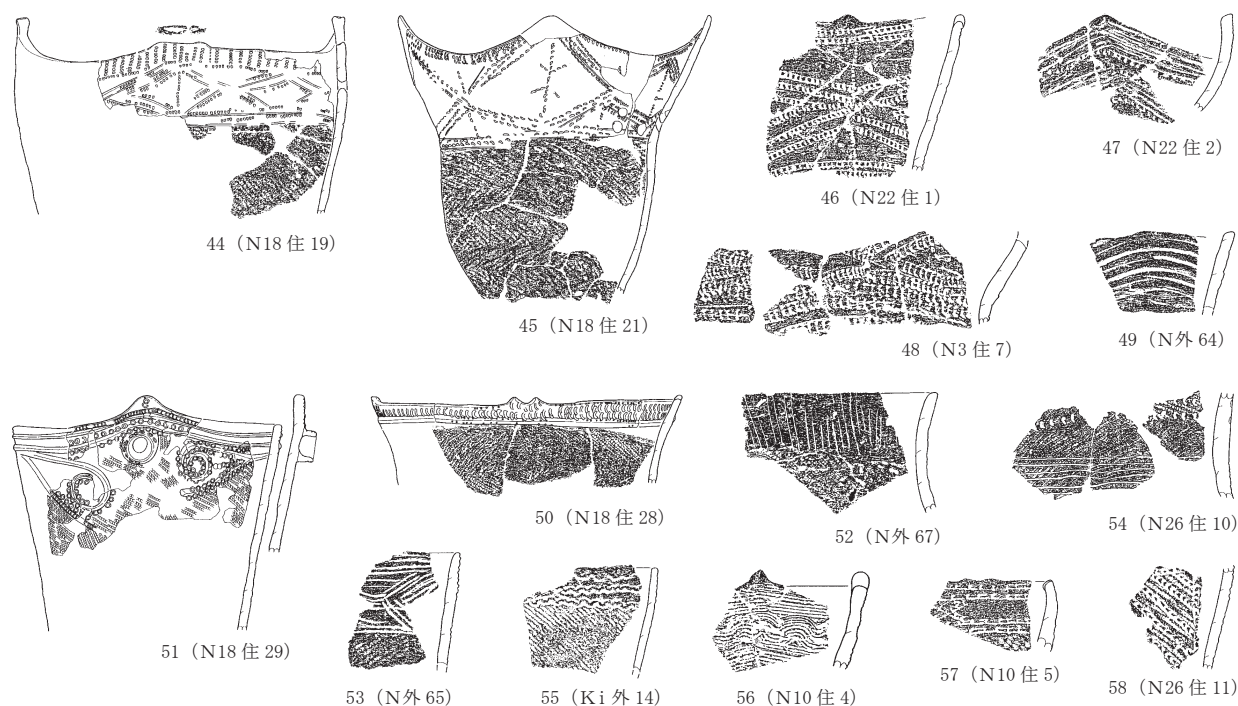 44（N18 住 19）
45（N18 住 21）
46（N22 住 1）
47（N22 住 2）
48（N3 住 7）
49（N外 64）
50（N18 住 28）
51（N18 住 29）
52（N外 67）
53（N外 65）
54（N26 住 10）
55（Ki 外 14）
56（N10 住 4）
57（N10 住 5）
58（N26 住 11）